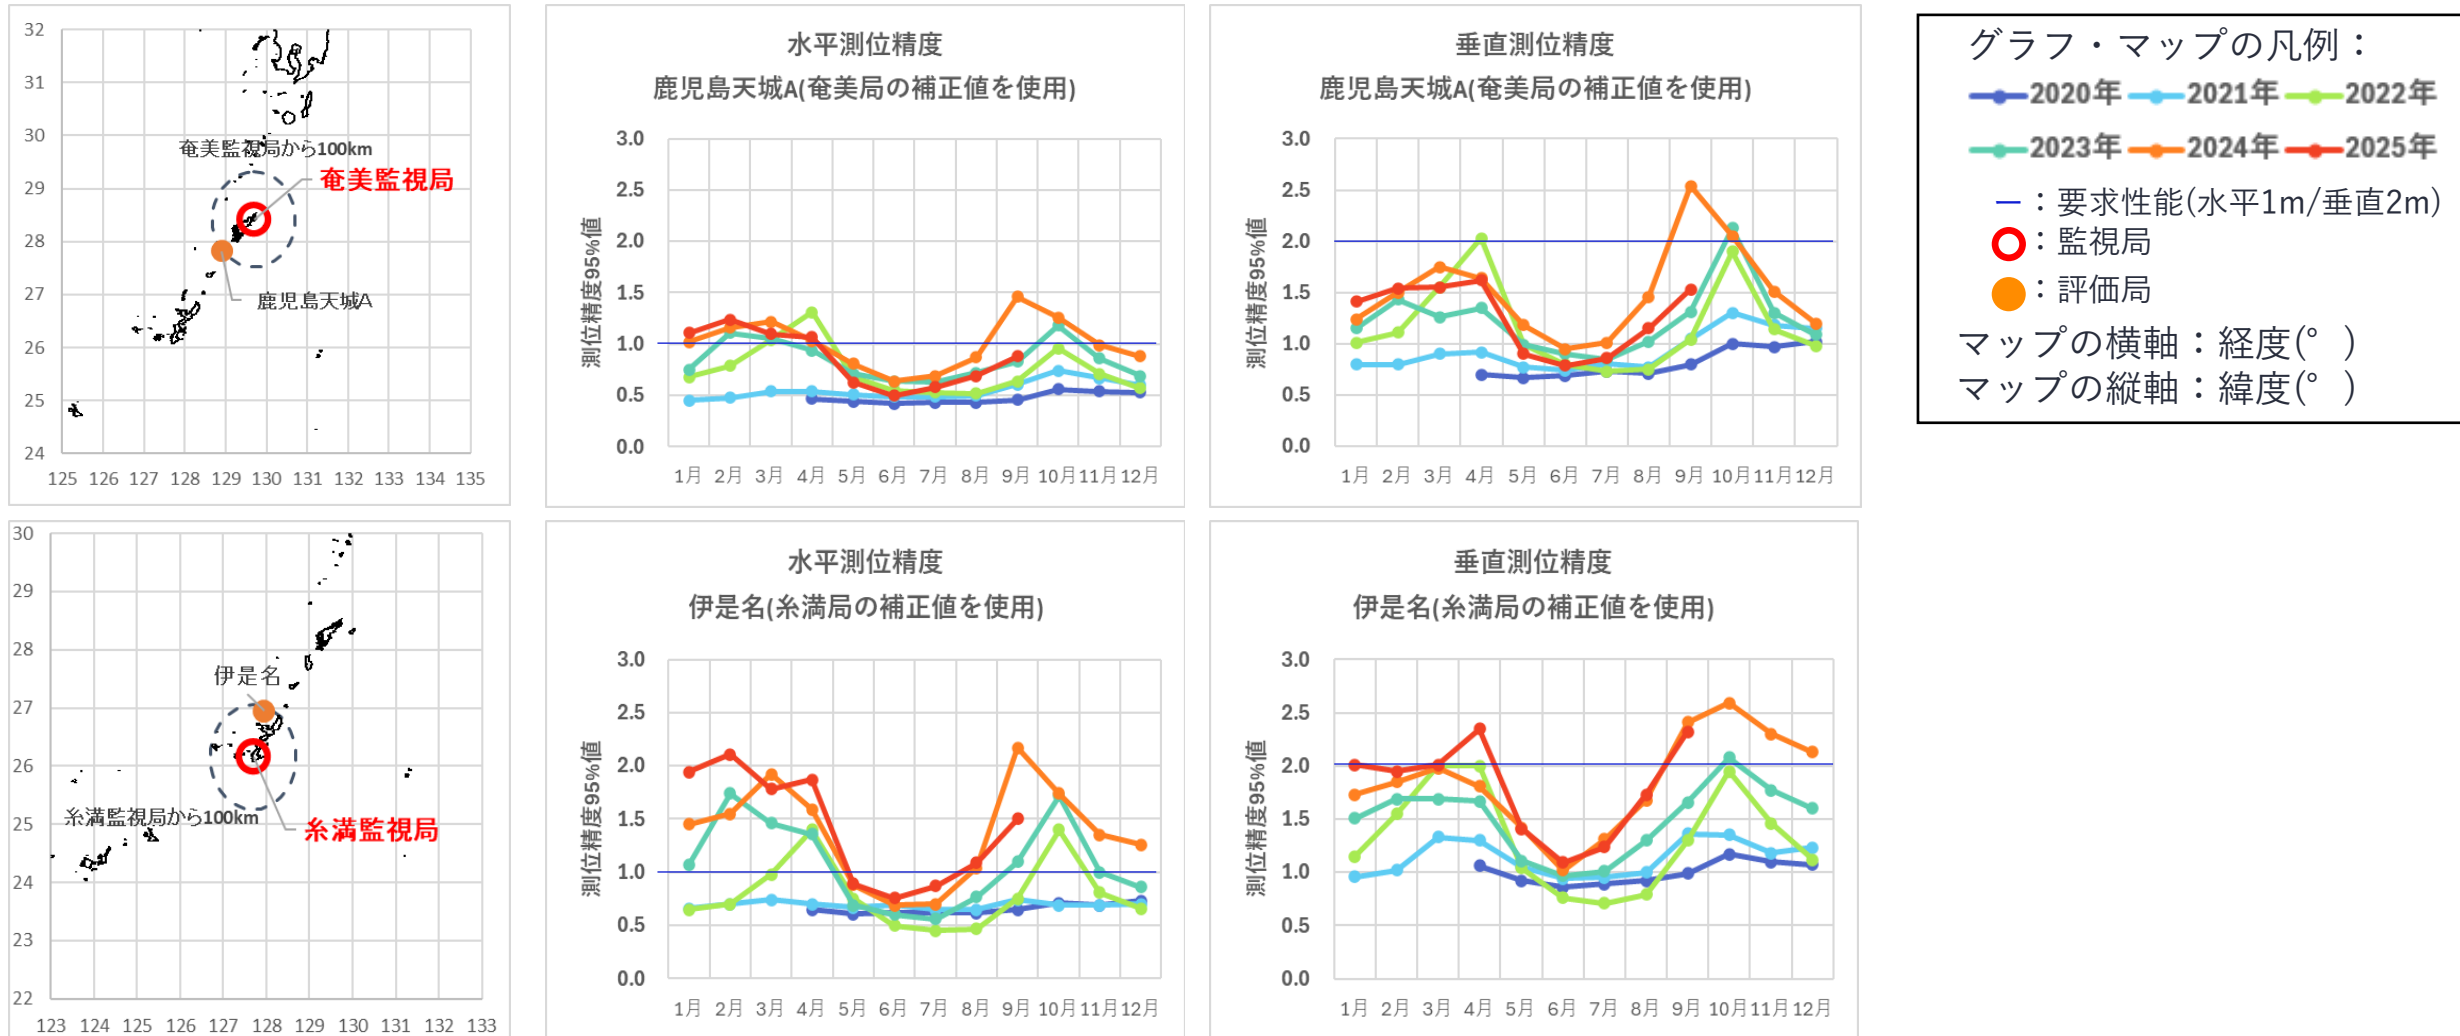 32
31
30
29
28
27
26
25
24
125 126 127 128 129 130 131 132 133 134 135
奄美監視局から100km
奄美監視局
鹿児島天城A
水平測位精度
鹿児島天城A(奄美局の補正値を使用)
測位精度95%値
3.0
2.5
2.0
1.5
1.0
0.5
0.0
1月 2月 3月 4月 5月 6月 7月 8月 9月 10月 11月 12月
垂直測位精度
鹿児島天城A(奄美局の補正値を使用)
測位精度95%値
3.0
2.5
2.0
1.5
1.0
0.5
0.0
1月 2月 3月 4月 5月 6月 7月 8月 9月 10月 11月 12月
グラフ・マップの凡例：
2020年 2021年 2022年
2023年 2024年 2025年
：要求性能(水平1m/垂直2m)
：監視局
：評価局
マップの横軸：経度(°)
マップの縦軸：緯度(°)
30
29
28
27
26
25
24
23
22
123 124 125 126 127 128 129 130 131 132 133
伊是名
糸満監視局から100km
糸満監視局
水平測位精度
伊是名(糸満局の補正値を使用)
測位精度95%値
3.0
2.5
2.0
1.5
1.0
0.5
0.0
1月 2月 3月 4月 5月 6月 7月 8月 9月 10月 11月 12月
垂直測位精度
伊是名(糸満局の補正値を使用)
測位精度95%値
3.0
2.5
2.0
1.5
1.0
0.5
0.0
1月 2月 3月 4月 5月 6月 7月 8月 9月 10月 11月 12月